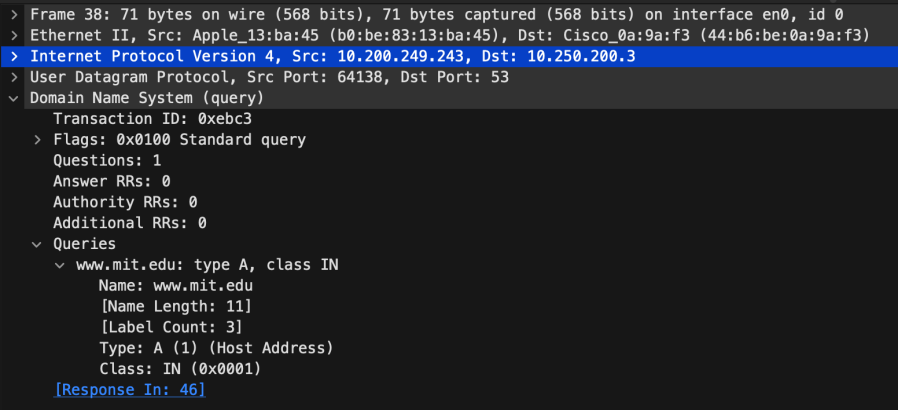 Frame 38: 71 bytes on wire (568 bits), 71 bytes captured (568 bits) on interface en0, id 0
Ethernet II, Src: Apple_13:ba:45 (b0:be:83:13:ba:45), Dst: Cisco_0a:9a:f3 (44:b6:be:0a:9a:f3)
Internet Protocol Version 4, Src: 10.200.249.243, Dst: 10.250.200.3
User Datagram Protocol, Src Port: 64138, Dst Port: 53
Domain Name System (query)
Transaction ID: 0xebc3
Flags: 0x0100 Standard query
Questions: 1
Answer RRs: 0
Authority RRs: 0
Additional RRs: 0
Queries
www.mit.edu: type A, class IN
Name: www.mit.edu
[Name Length: 11]
[Label Count: 3]
Type: A (1) (Host Address)
Class: IN (0x0001)
[Response In: 46]